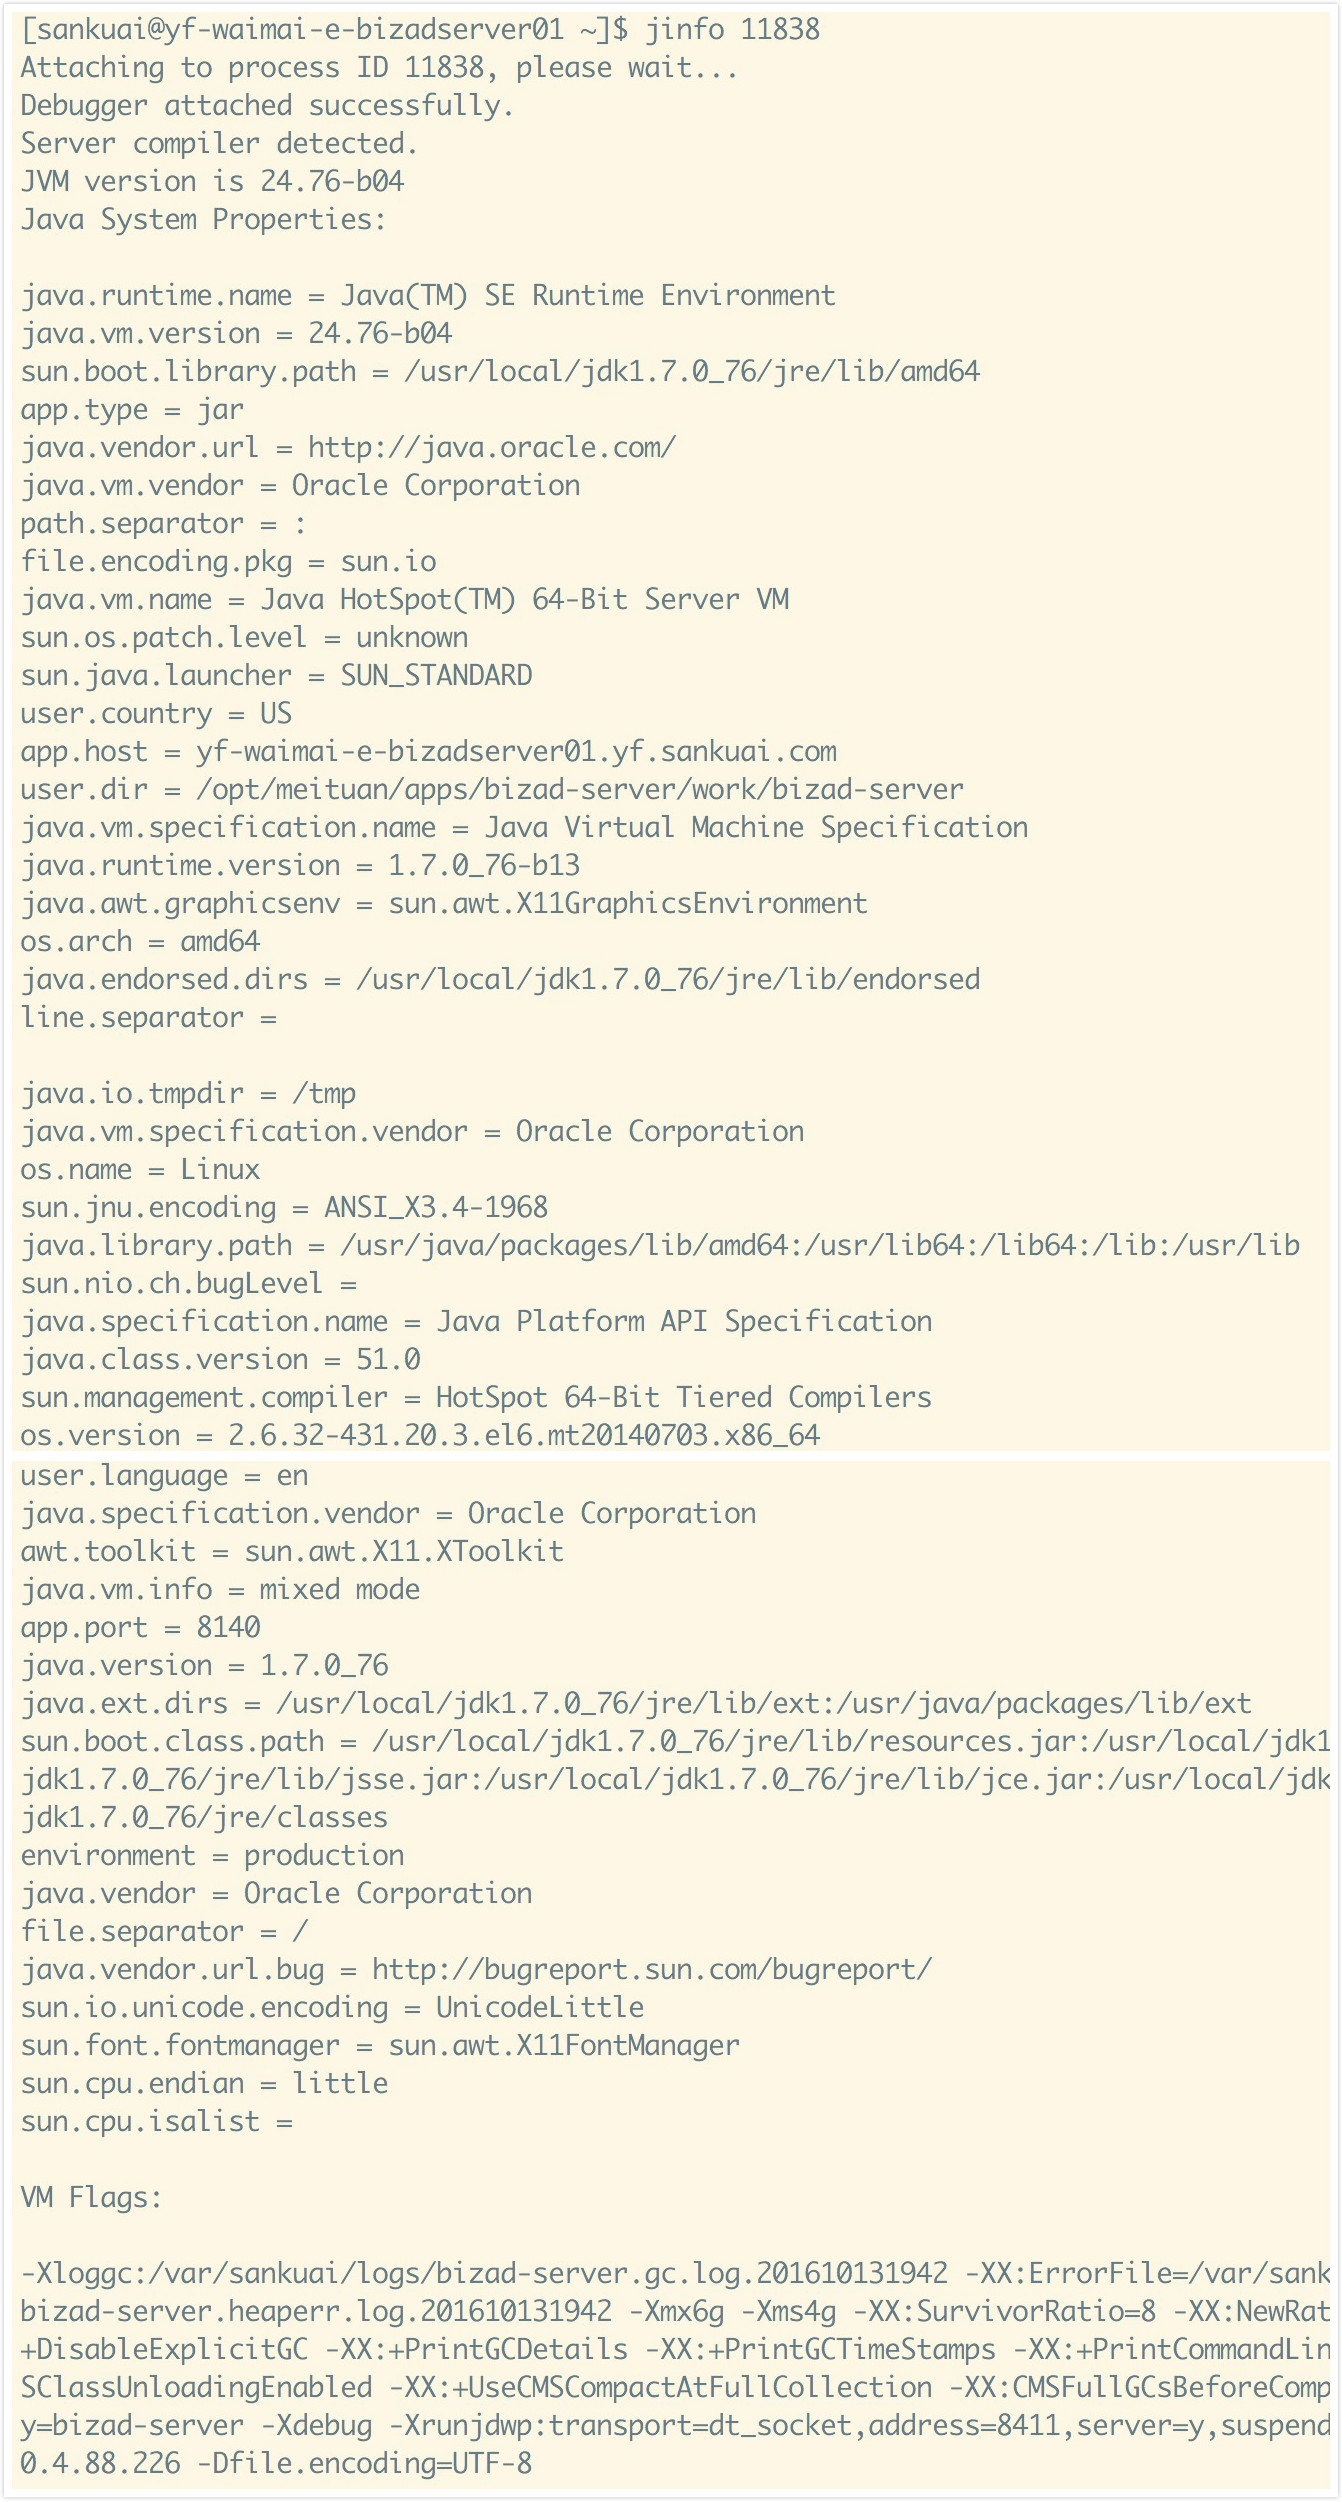 [sankuai@yf-waimai-e-bizadserver01 ~]$ jinfo 11838
Attaching to process ID 11838, please wait...
Debugger attached successfully.
Server compiler detected.
JVM version is 24.76-b04
Java System Properties:

java.runtime.name = Java(TM) SE Runtime Environment
java.vm.version = 24.76-b04
sun.boot.library.path = /usr/local/jdk1.7.0_76/jre/lib/amd64
app.type = jar
java.vendor.url = http://java.oracle.com/
java.vm.vendor = Oracle Corporation
path.separator = :
file.encoding.pkg = sun.io
java.vm.name = Java HotSpot(TM) 64-Bit Server VM
sun.os.patch.level = unknown
sun.java.launcher = SUN_STANDARD
user.country = US
app.host = yf-waimai-e-bizadserver01.yf.sankuai.com
user.dir = /opt/meituan/apps/bizad-server/work/bizad-server
java.vm.specification.name = Java Virtual Machine Specification
java.runtime.version = 1.7.0_76-b13
java.awt.graphicsenv = sun.awt.X11GraphicsEnvironment
os.arch = amd64
java.endorsed.dirs = /usr/local/jdk1.7.0_76/jre/lib/endorsed
line.separator =

java.io.tmpdir = /tmp
java.vm.specification.vendor = Oracle Corporation
os.name = Linux
sun.jnu.encoding = ANSI_X3.4-1968
java.library.path = /usr/java/packages/lib/amd64:/usr/lib64:/lib64:/lib:/usr/lib
sun.nio.ch.bugLevel =
java.specification.name = Java Platform API Specification
java.class.version = 51.0
sun.management.compiler = HotSpot 64-Bit Tiered Compilers
os.version = 2.6.32-431.20.3.el6.mt20140703.x86_64
user.language = en
java.specification.vendor = Oracle Corporation
awt.toolkit = sun.awt.X11.XToolkit
java.vm.info = mixed mode
app.port = 8140
java.version = 1.7.0_76
java.ext.dirs = /usr/local/jdk1.7.0_76/jre/lib/ext:/usr/java/packages/lib/ext
sun.boot.class.path = /usr/local/jdk1.7.0_76/jre/lib/resources.jar:/usr/local/jdk1
jdk1.7.0_76/jre/lib/jsse.jar:/usr/local/jdk1.7.0_76/jre/lib/jce.jar:/usr/local/jdk
jdk1.7.0_76/jre/classes
environment = production
java.vendor = Oracle Corporation
file.separator = /
java.vendor.url.bug = http://bugreport.sun.com/bugreport/
sun.io.unicode.encoding = UnicodeLittle
sun.font.fontmanager = sun.awt.X11FontManager
sun.cpu.endian = little
sun.cpu.isalist =

VM Flags:

-Xloggc:/var/sankuai/logs/bizad-server.gc.log.201610131942 -XX:ErrorFile=/var/sank
bizad-server.heaperr.log.201610131942 -Xmx6g -Xms4g -XX:SurvivorRatio=8 -XX:NewRat
+DisableExplicitGC -XX:+PrintGCDetails -XX:+PrintGCTimeStamps -XX:+PrintCommandLin
SClassUnloadingEnabled -XX:+UseCMSCompactAtFullCollection -XX:CMSFullGCsBeforeComp
y=bizad-server -Xdebug -Xrunjdwp:transport=dt_socket,address=8411,server=y,suspend
0.4.88.226 -Dfile.encoding=UTF-8